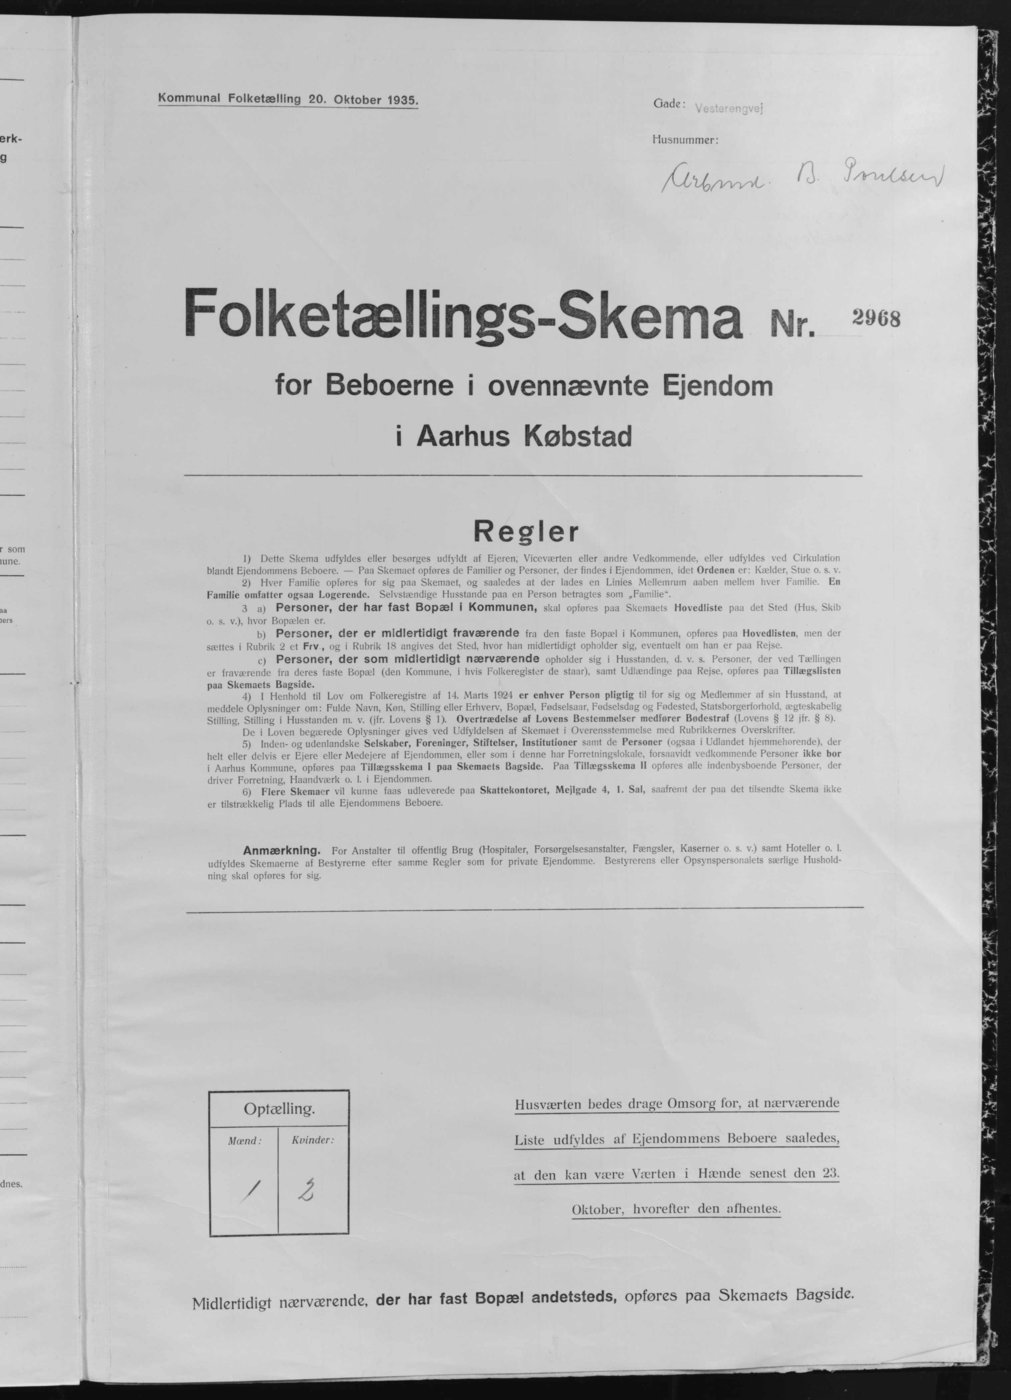 Kommunal Folketælling 20. Oktober 1935.
Gade: Vesterengvej
Husnummer:
Arbmd. B. Poulsen
Folketællings-Skema Nr. 2968
for Beboerne i ovennævnte Ejendom
i Aarhus Købstad
Regler
1) Dette Skema udfyldes eller besørges udfyldt af Ejeren, Viceværten eller andre Vedkommende, eller udfyldes ved Cirkulation
blandt Ejendommens Beboere. — Paa Skemaet opføres de Familier og Personer, der findes i Ejendommen, idet Ordenen er: Kælder, Stue o. s. v.
2) Hver Familie opføres for sig paa Skemaet, og saaledes at der lades en Linies Mellemrum aaben mellem hver Familie. En
Familie omfatter ogsaa Logerende. Selvstændige Husstande paa en Person betragtes som „Familie“.
3 a) Personer, der har fast Bopæl i Kommunen, skal opføres paa Skemaets Hovedliste paa det Sted (Hus, Skib
o. s. v.), hvor Bopælen er.
b) Personer, der er midlertidigt fraværende fra den faste Bopæl i Kommunen, opføres paa Hovedlisten, men der
sættes i Rubrik 2 et Frv., og i Rubrik 18 angives det Sted, hvor han midlertidigt opholder sig, eventuelt om han er paa Rejse.
c) Personer, der som midlertidigt nærværende opholder sig i Husstanden, d. v. s. Personer, der ved Tællingen
er fraværende fra deres faste Bopæl (den Kommune, i hvis Folkeregister de staar), samt Udlændinge paa Rejse, opføres paa Tillægslisten
paa Skemaets Bagside.
4) I Henhold til Lov om Folkeregistre af 14. Marts 1924 er enhver Person pligtig til for sig og Medlemmer af sin Husstand, at
meddele Oplysninger om: Fulde Navn, Køn, Stilling eller Erhverv, Bopæl, Fødselsaar, Fødselsdag og Fødested, Statsborgerforhold, ægteskabelig
Stilling, Stilling i Husstanden m. v. (jfr. Lovens § 1). Overtrædelse af Lovens Bestemmelser medfører Bødestraf (Lovens § 12 jfr. § 8).
De i Loven begærede Oplysninger gives ved Udfyldelsen af Skemaet i Overensstemmelse med Rubrikkernes Overskrifter.
5) Inden- og udenlandske Selskaber, Foreninger, Stiftelser, Institutioner samt de Personer (ogsaa i Udlandet hjemmehørende), der
helt eller delvis er Ejere eller Medejere af Ejendommen, eller som i denne har Forretningslokale, forsaavidt vedkommende Personer ikke bor
i Aarhus Kommune, opføres paa Tillægsskema I paa Skemaets Bagside. Paa Tillægsskema II opføres alle indenbysboende Personer, der
driver Forretning, Haandværk o. l. i Ejendommen.
6) Flere Skemaer vil kunne faas udleverede paa Skattekontoret, Mejlgade 4, 1. Sal, saafremt der paa det tilsendte Skema ikke
er tilstrækkelig Plads til alle Ejendommens Beboere.
Anmærkning. For Anstalter til offentlig Brug (Hospitaler, Forsørgelsesanstalter, Fængsler, Kaserner o. s. v.) samt Hoteller o. l.
udfyldes Skemaerne af Bestyrerne efter samme Regler som for private Ejendomme. Bestyrerens eller Opsynspersonalets særlige Hushold-
ning skal opføres for sig.
Optælling.
Mænd: Kvinder:
1 2
Husværten bedes drage Omsorg for, at nærværende
Liste udfyldes af Ejendommens Beboere saaledes,
at den kan være Værten i Hænde senest den 23.
Oktober, hvorefter den afhentes.
Midlertidigt nærværende, der har fast Bopæl andetsteds, opføres paa Skemaets Bagside.